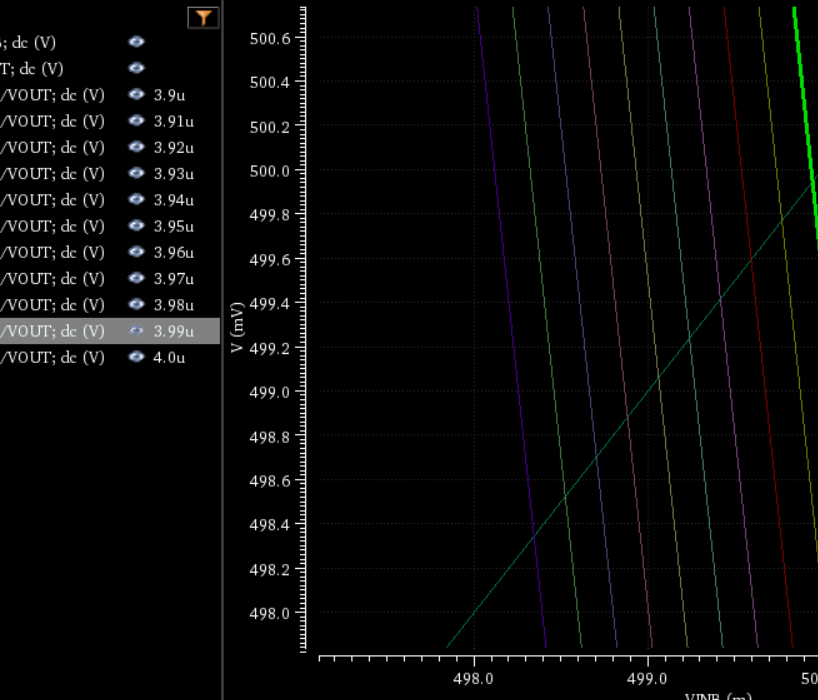 ; dc (V)
T; dc (V)
/VOUT; dc (V) 3.9u
/VOUT; dc (V) 3.91u
/VOUT; dc (V) 3.92u
/VOUT; dc (V) 3.93u
/VOUT; dc (V) 3.94u
/VOUT; dc (V) 3.95u
/VOUT; dc (V) 3.96u
/VOUT; dc (V) 3.97u
/VOUT; dc (V) 3.98u
/VOUT; dc (V) 3.99u
/VOUT; dc (V) 4.0u
V (mV)
500.6
500.4
500.2
500.0
499.8
499.6
499.4
499.2
499.0
498.8
498.6
498.4
498.2
498.0
498.0 499.0 50